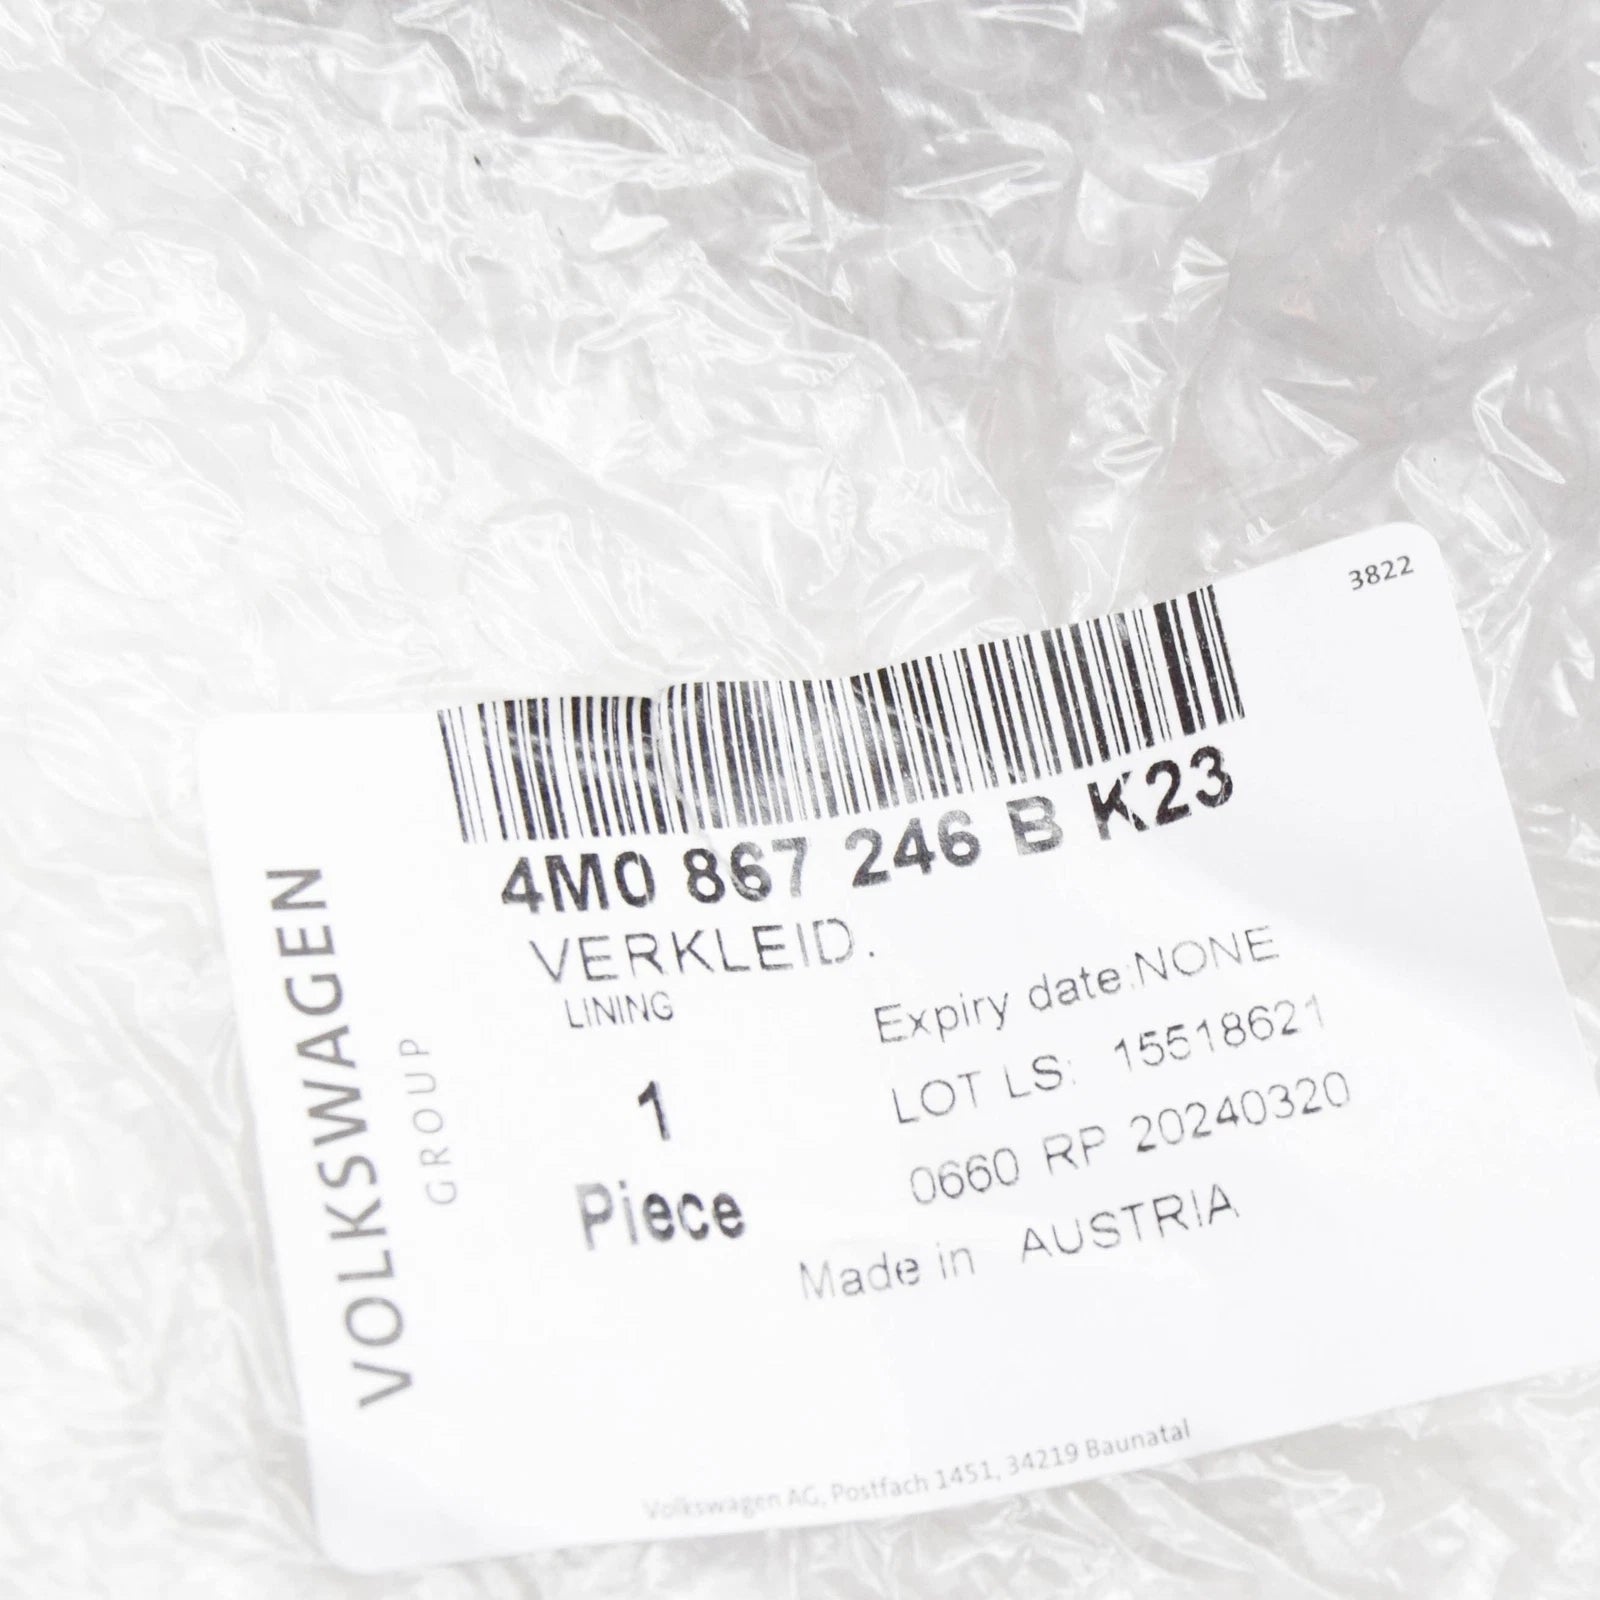 3822
4M0 867 246 B K23
VERKLEID.
LINING
1
Piece
Expiry date:NONE
LOT LS: 15518621
0660 RP 20240320
Made in AUSTRIA
VOLKSWAGEN
GROUP
Volkswagen AG, Postfach 1451, 34219 Baunatal